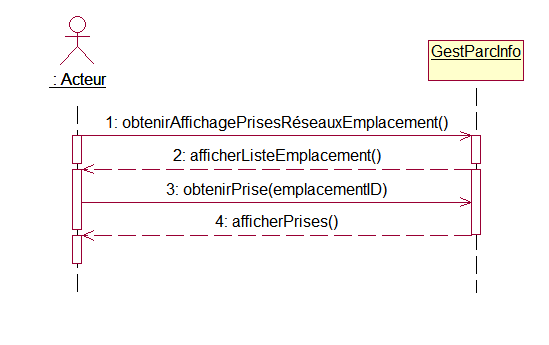 GestParcInfo
: Acteur
1: obtenirAffichagePrisesRéseauxEmplacement()
2: afficherListeEmplacement()
3: obtenirPrise(emplacementID)
4: afficherPrises()